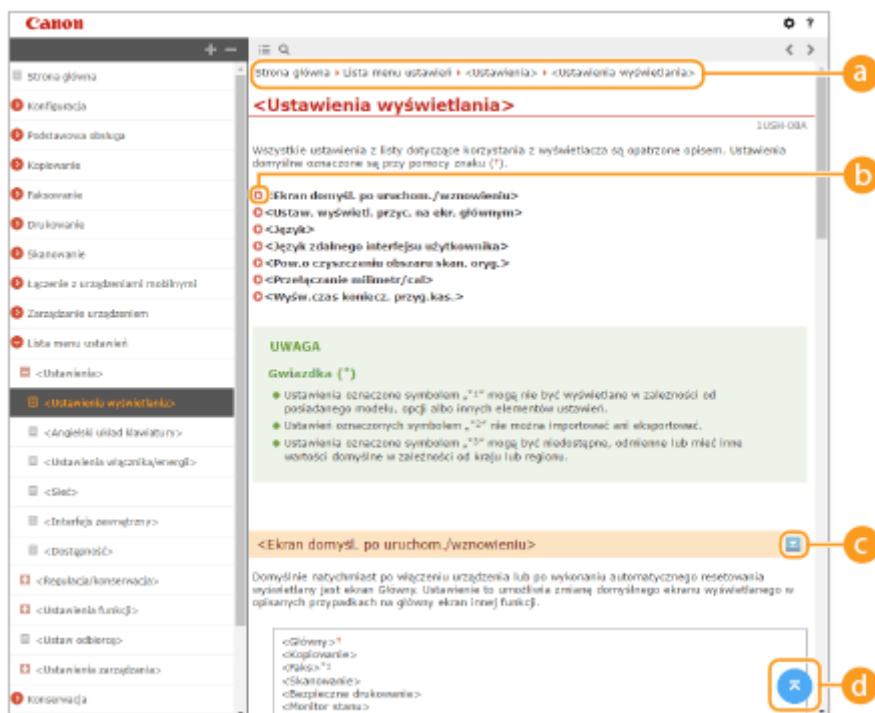 Canon
?
+ −
< >
Strona główna
Konfiguracja
Podstawowa obsługa
Kopiowanie
Faksowanie
Drukowanie
Skanowanie
Łączenie z urządzeniami mobilnymi
Zarządzanie urządzeniem
Lista menu ustawień
<Ustawienia>
<Ustawienia wyświetlania>
<Angielski układ klawiatury>
<Ustawienia włącznika/energii>
<Sieć>
<Interfejs zewnętrzny>
<Dostępność>
<Regulacja/konserwacja>
<Ustawienia funkcji>
<Ustaw odbiorcę>
<Ustawienia zarządzania>
Konserwacja
Strona główna > Lista menu ustawień > <Ustawienia> > <Ustawienia wyświetlania>
a
<Ustawienia wyświetlania>
1USH-08A
Wszystkie ustawienia z listy dotyczące korzystania z wyświetlacza są opatrzone opisem. Ustawienia
domyślne oznaczone są przy pomocy znaku (*).
b
<Ekran domyśl. po uruchom./wznowieniu>
<Ustaw. wyświetl. przyc. na ekr. głównym>
<Język>
<Język zdalnego interfejsu użytkownika>
<Pow.o czyszczeniu obszaru skan. oryg.>
<Przełączanie milimetr/cal>
<Wyśw.czas koniecz. przyg.kas.>
UWAGA
Gwiazdka (*)
Ustawienia oznaczone symbolem „*1” mogą nie być wyświetlane w zależności od
posiadanego modelu, opcji albo innych elementów ustawień.
Ustawień oznaczonych symbolem „*2” nie można importować ani eksportować.
Ustawienia oznaczone symbolem „*3” mogą być niedostępne, odmienne lub mieć inne
wartości domyślne w zależności od kraju lub regionu.
<Ekran domyśl. po uruchom./wznowieniu>
c
Domyślnie natychmiast po włączeniu urządzenia lub po wykonaniu automatycznego resetowania
wyświetlany jest ekran Główny. Ustawienie to umożliwia zmianę domyślnego ekranu wyświetlanego w
opisanych przypadkach na główny ekran innej funkcji.
<Główny>*
<Kopiowanie>
<Faks>*1
<Skanowanie>
<Bezpieczne drukowanie>
<Monitor stanu>
d